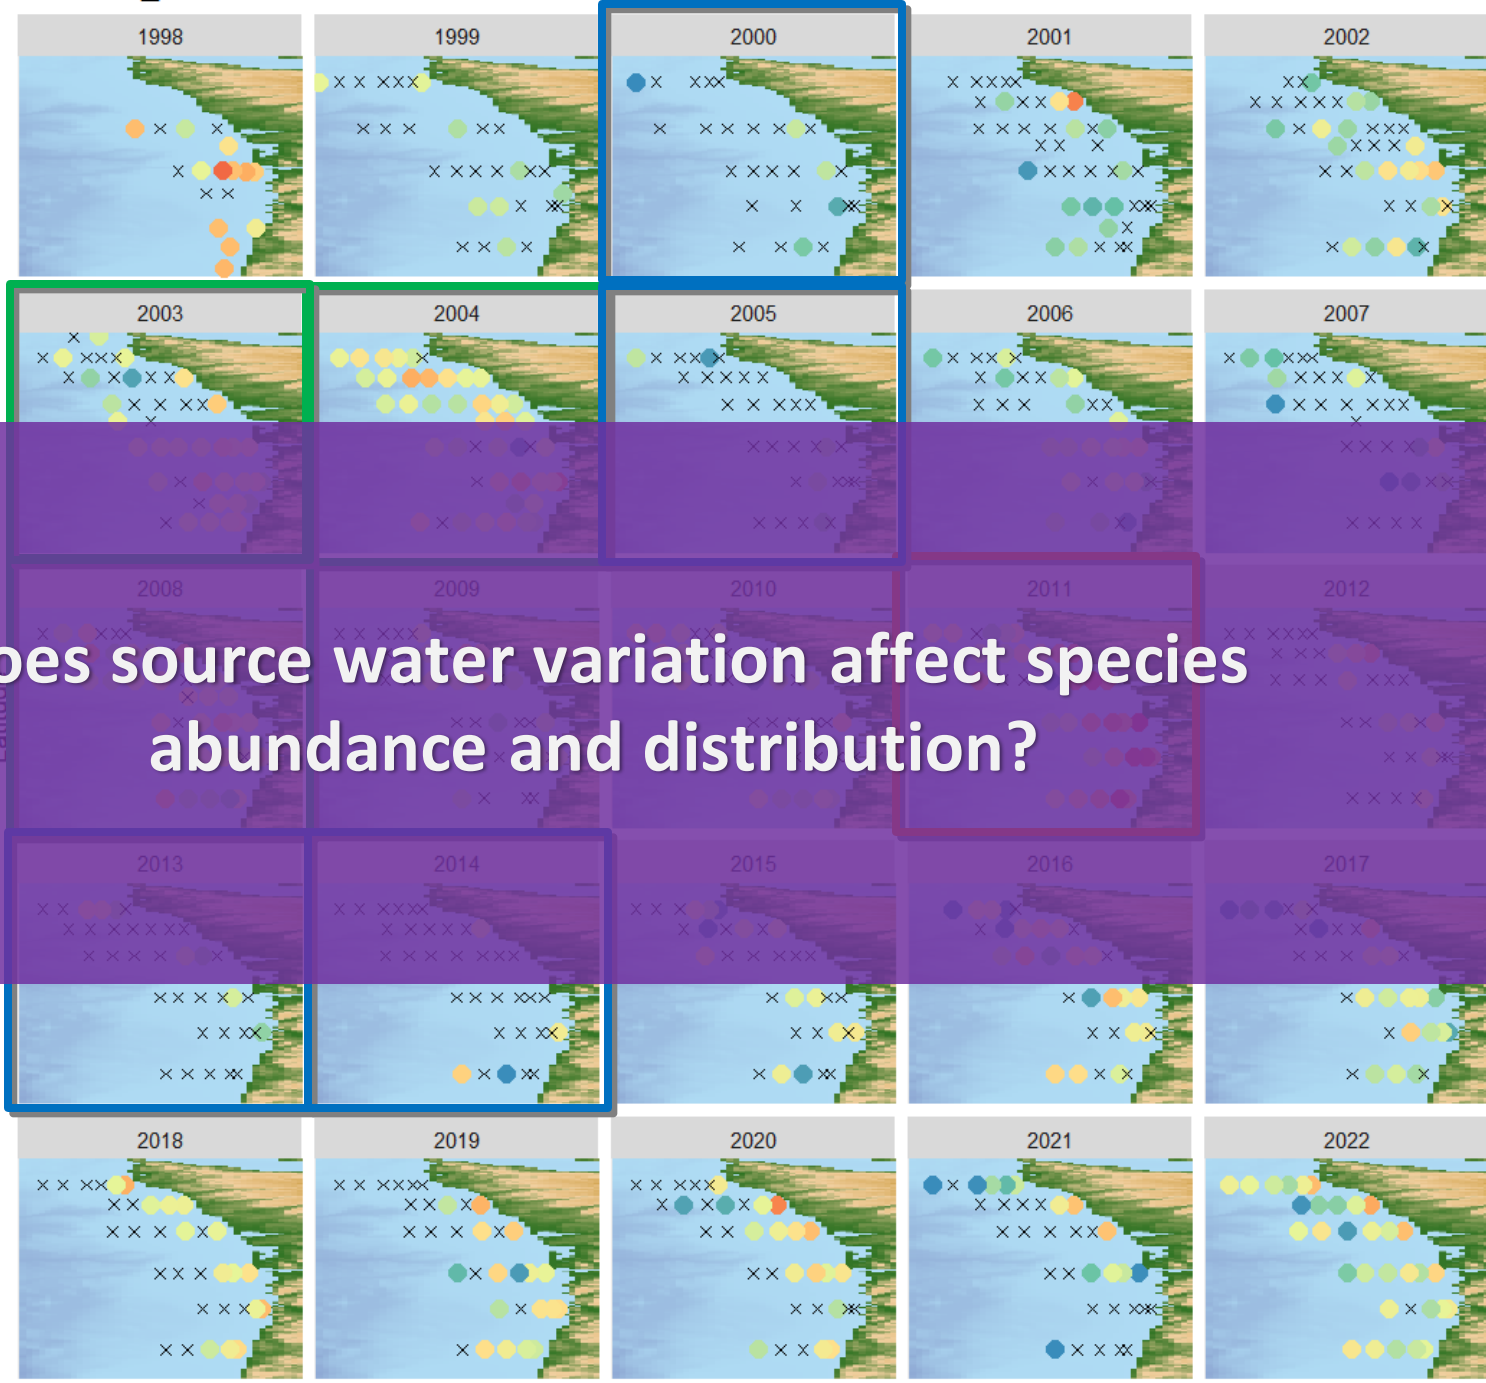 1998 1999 2000 2001 2002
2003 2004 2005 2006 2007
2008 2009 2010 2011 2012
oes source water variation affect species
abundance and distribution?
2013 2014 2015 2016 2017
2018 2019 2020 2021 2022